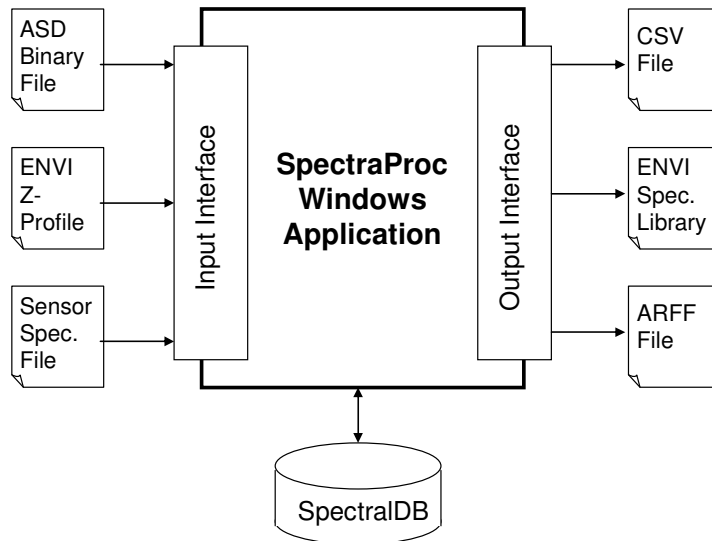 ASD
Binary
File
ENVI
Z-
Profile
Sensor
Spec.
File
Input Interface
SpectraProc
Windows
Application
Output Interface
CSV
File
ENVI
Spec.
Library
ARFF
File
SpectralDB